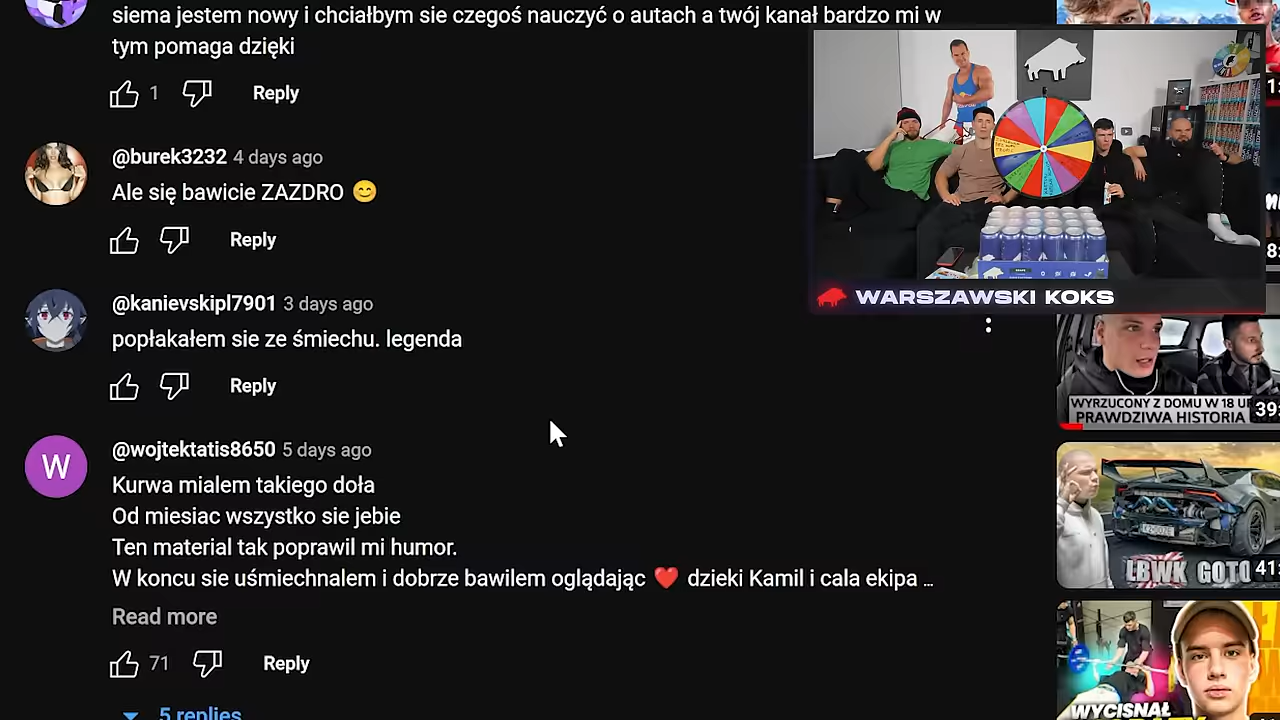 siema jestem nowy i chciałbym sie czegoś nauczyć o autach a twój kanał bardzo mi w
tym pomaga dzięki
1
Reply
@burek3232 4 days ago
Ale się bawicie ZAZDRO 😊
Reply
@kanievskipl7901 3 days ago
popłakałem sie ze śmiechu. legenda
Reply
W
@wojtektatis8650 5 days ago
Kurwa mialem takiego doła
Od miesiac wszystko sie jebie
Ten material tak poprawil mi humor.
W koncu sie uśmiechnalem i dobrze bawilem oglądając ❤️ dzieki Kamil i cala ekipa ...
Read more
71
Reply
5 replies
WARSZAWSKI KOKS
WYRZUCONY Z DOMU W 18 UR
PRAWDZIWA HISTORIA
39:
LBWK GOTO
41:
WYCISNĄŁ